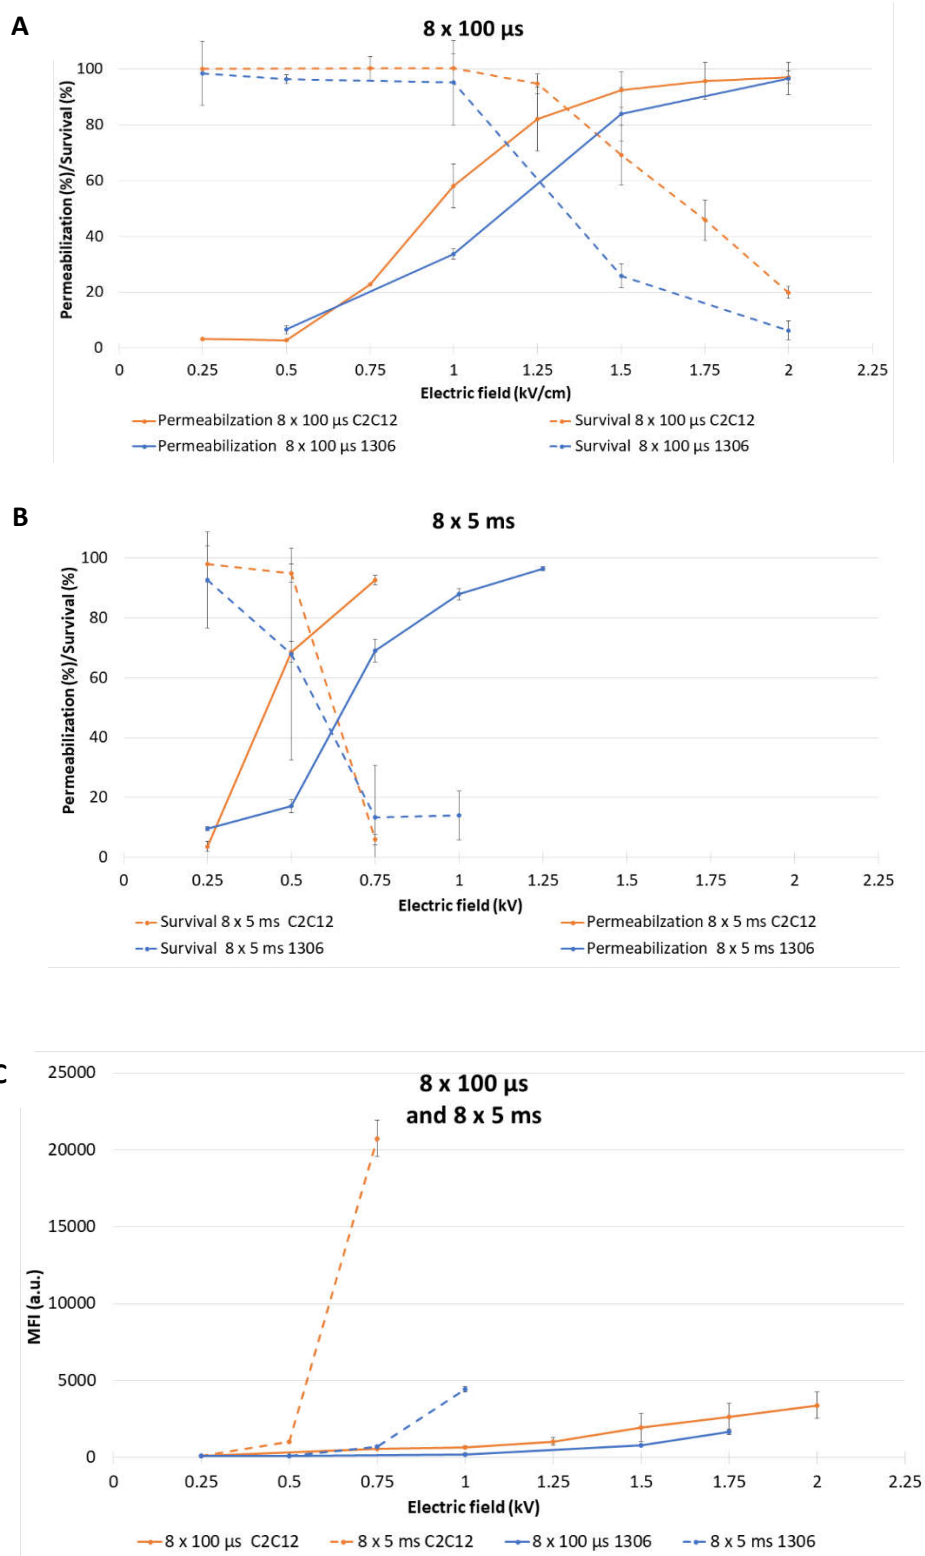 A
8 x 100 µs
Permeabilization (%)/Survival (%)
100
80
60
40
20
0
0 0.25 0.5 0.75 1 1.25 1.5 1.75 2 2.25
Electric field (kV/cm)
Permeabilzation 8 x 100 µs C2C12
Survival 8 x 100 µs C2C12
Permeabilization 8 x 100 µs 1306
Survival 8 x 100 µs 1306
B
8 x 5 ms
Permeabilization (%)/Survival (%)
100
80
60
40
20
0
0 0.25 0.5 0.75 1 1.25 1.5 1.75 2 2.25
Electric field (kV)
Survival 8 x 5 ms C2C12
Permeabilzation 8 x 5 ms C2C12
Survival 8 x 5 ms 1306
Permeabilization 8 x 5 ms 1306
C
8 x 100 µs
and 8 x 5 ms
MFI (a.u.)
25000
20000
15000
10000
5000
0
0 0.25 0.5 0.75 1 1.25 1.5 1.75 2 2.25
Electric field (kV)
8 x 100 µs C2C12
8 x 5 ms C2C12
8 x 100 µs 1306
8 x 5 ms 1306